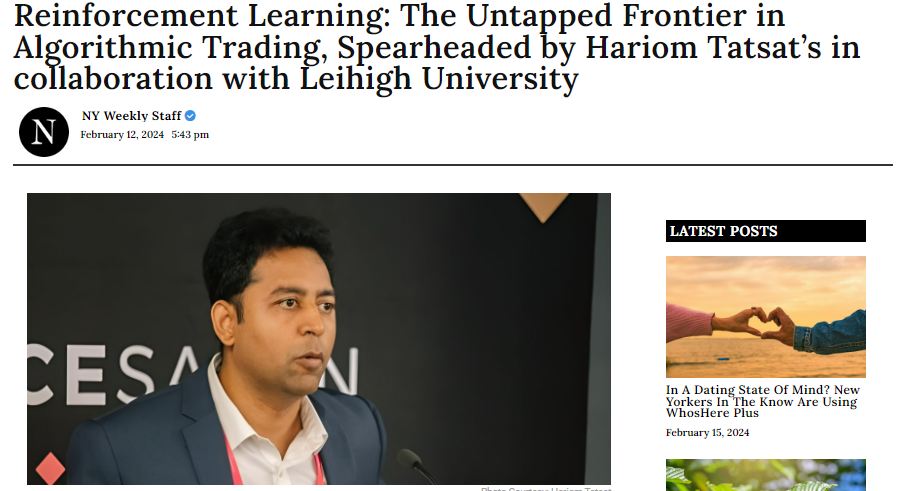 Reinforcement Learning: The Untapped Frontier in
Algorithmic Trading, Spearheaded by Hariom Tatsat’s in
collaboration with Leihigh University
N
NY Weekly Staff
February 12, 2024 5:43 pm
CESA
N
LATEST POSTS
In A Dating State Of Mind? New
Yorkers In The Know Are Using
WhosHere Plus
February 15, 2024
Photo Courtesy: Hariom Tatsat